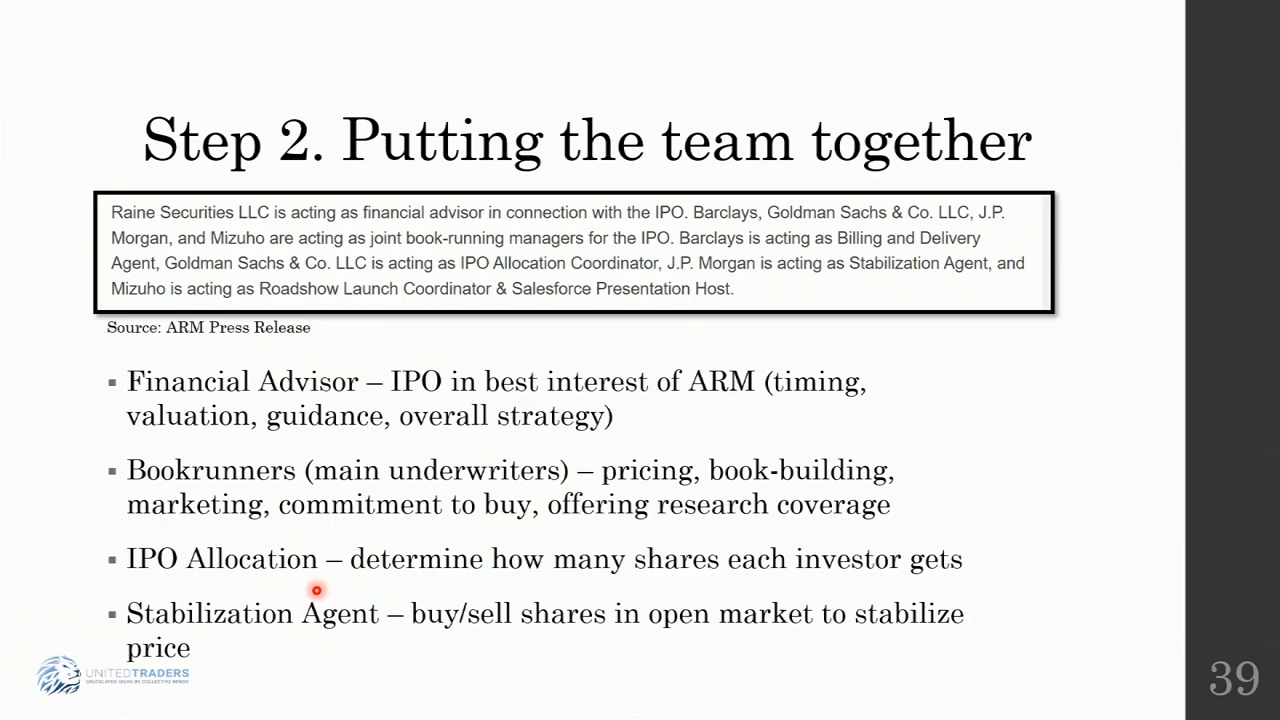 Step 2. Putting the team together
Raine Securities LLC is acting as financial advisor in connection with the IPO. Barclays, Goldman Sachs & Co. LLC, J.P.
Morgan, and Mizuho are acting as joint book-running managers for the IPO. Barclays is acting as Billing and Delivery
Agent, Goldman Sachs & Co. LLC is acting as IPO Allocation Coordinator, J.P. Morgan is acting as Stabilization Agent, and
Mizuho is acting as Roadshow Launch Coordinator & Salesforce Presentation Host.
Source: ARM Press Release
▪ Financial Advisor – IPO in best interest of ARM (timing,
valuation, guidance, overall strategy)
▪ Bookrunners (main underwriters) – pricing, book-building,
marketing, commitment to buy, offering research coverage
▪ IPO Allocation – determine how many shares each investor gets
▪ Stabilization Agent – buy/sell shares in open market to stabilize
price
UNITEDTRADERS
CALCULATED IDEAS BY COLLECTIVE MINDS
39